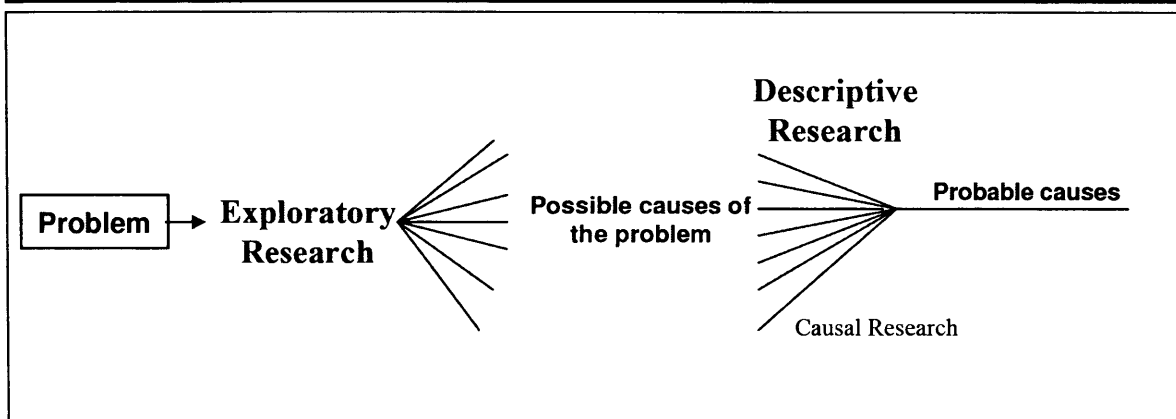 Problem
Exploratory
Research
Possible causes of
the problem
Descriptive
Research
Probable causes
Causal Research